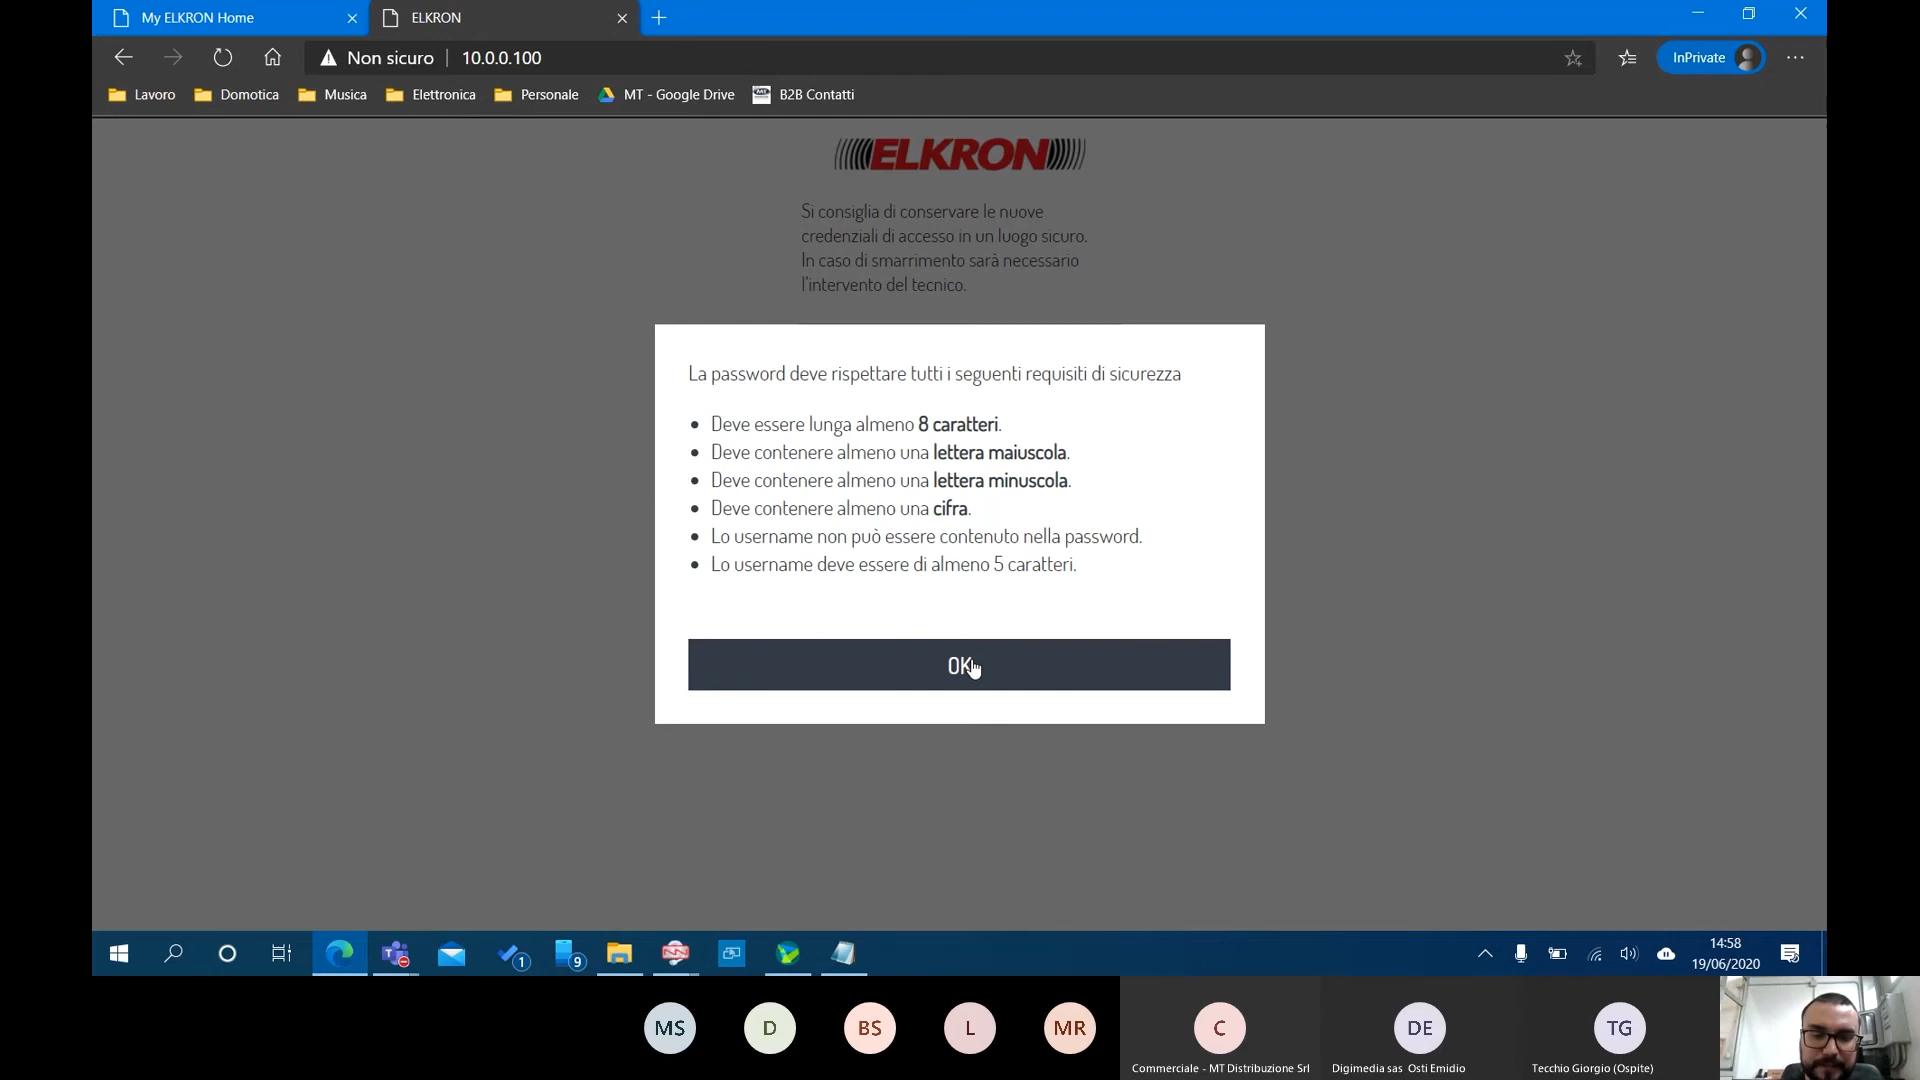 My ELKRON Home
ELKRON
Non sicuro
10.0.0.100
InPrivate
Lavoro
Domotica
Musica
Elettronica
Personale
MT - Google Drive
B2B Contatti
ELKRON
Si consiglia di conservare le nuove
credenziali di accesso in un luogo sicuro.
In caso di smarrimento sarà necessario
l'intervento del tecnico.
La password deve rispettare tutti i seguenti requisiti di sicurezza
Deve essere lunga almeno 8 caratteri.
Deve contenere almeno una lettera maiuscola.
Deve contenere almeno una lettera minuscola.
Deve contenere almeno una cifra.
Lo username non può essere contenuto nella password.
Lo username deve essere di almeno 5 caratteri.
OK
1
9
14:58
19/06/2020
MS
D
BS
L
MR
C
DE
TG
Commerciale - MT Distribuzione Srl
Digimedia sas Osti Emidio
Tecchio Giorgio (Ospite)